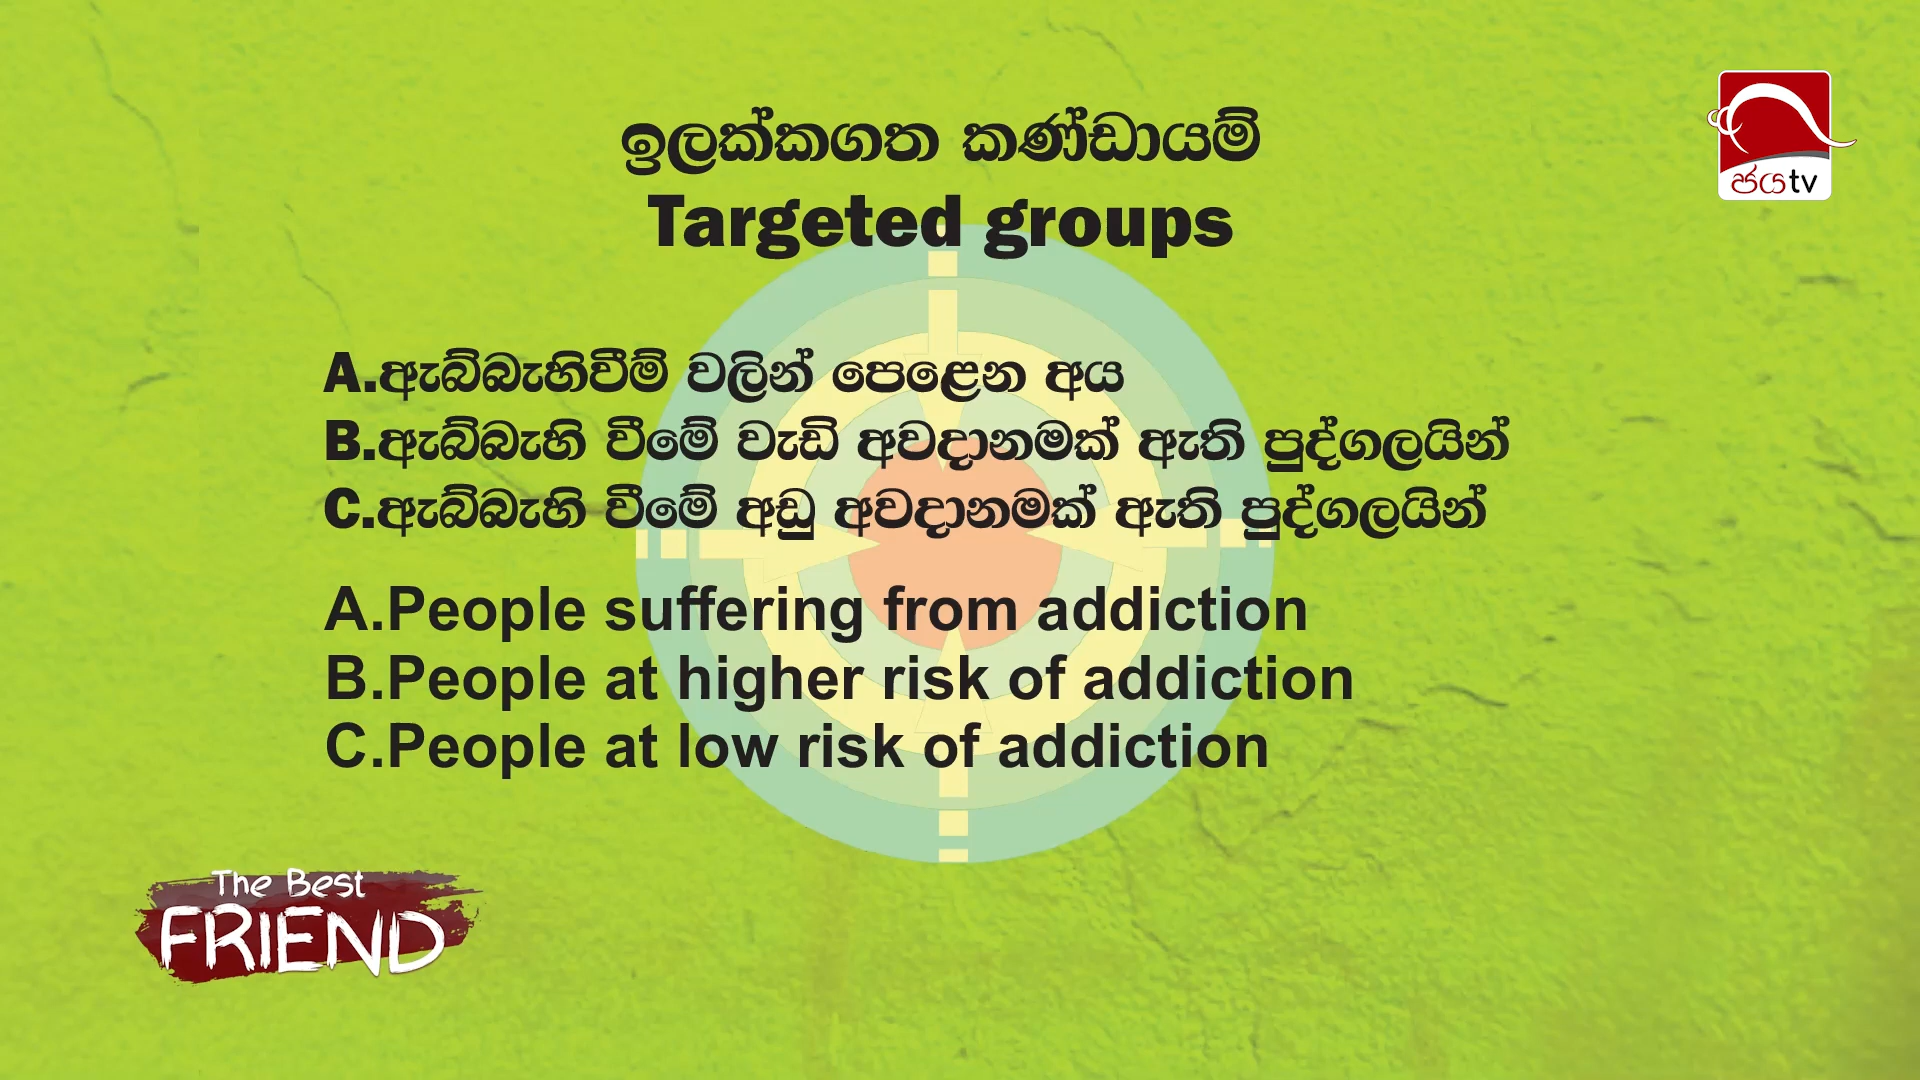 ඉලක්කගත කණ්ඩායම්
Targeted groups
ජයtv
A.ඇබ්බැහිවීම් වලින් පෙළෙන අය
B.ඇබ්බැහි වීමේ වැඩි අවදානමක් ඇති පුද්ගලයින්
C.ඇබ්බැහි වීමේ අඩු අවදානමක් ඇති පුද්ගලයින්
A.People suffering from addiction
B.People at higher risk of addiction
C.People at low risk of addiction
The Best
FRIEND